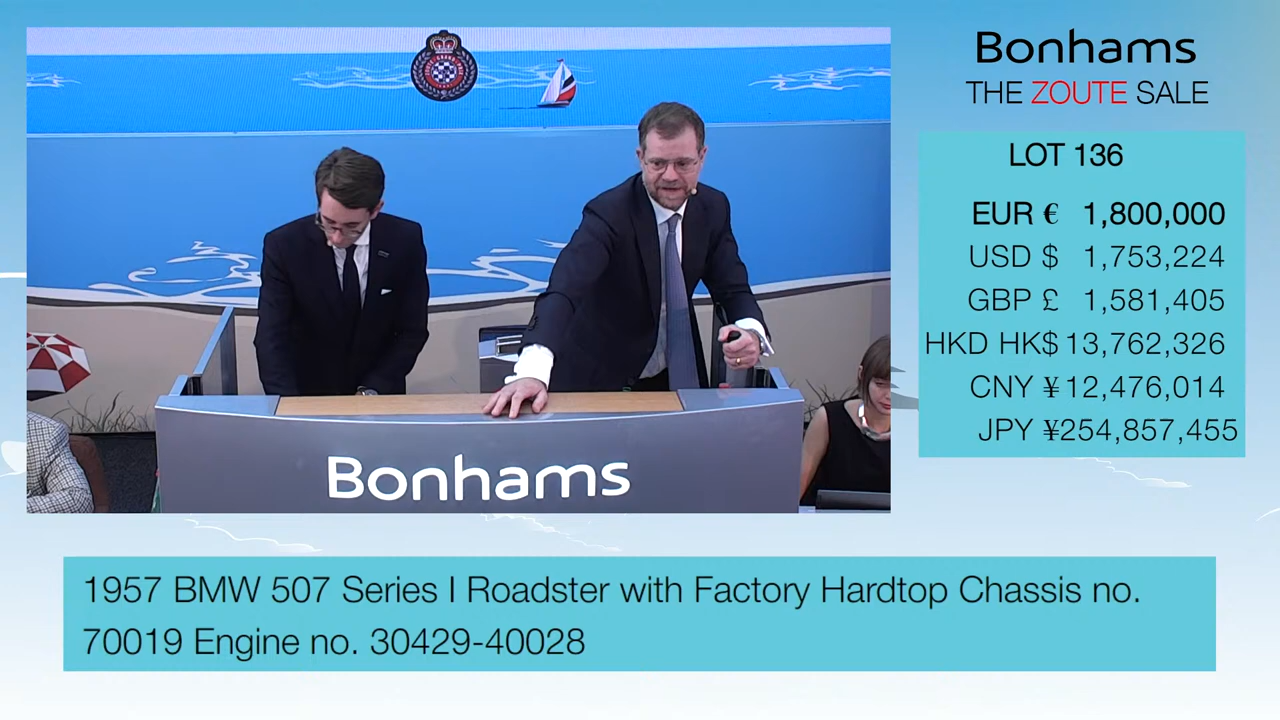 Bonhams
THE ZOUTE SALE
LOT 136
EUR € 1,800,000
USD $ 1,753,224
GBP £ 1,581,405
HKD HK$ 13,762,326
CNY ¥ 12,476,014
JPY ¥254,857,455
Bonhams
1957 BMW 507 Series I Roadster with Factory Hardtop Chassis no.
70019 Engine no. 30429-40028